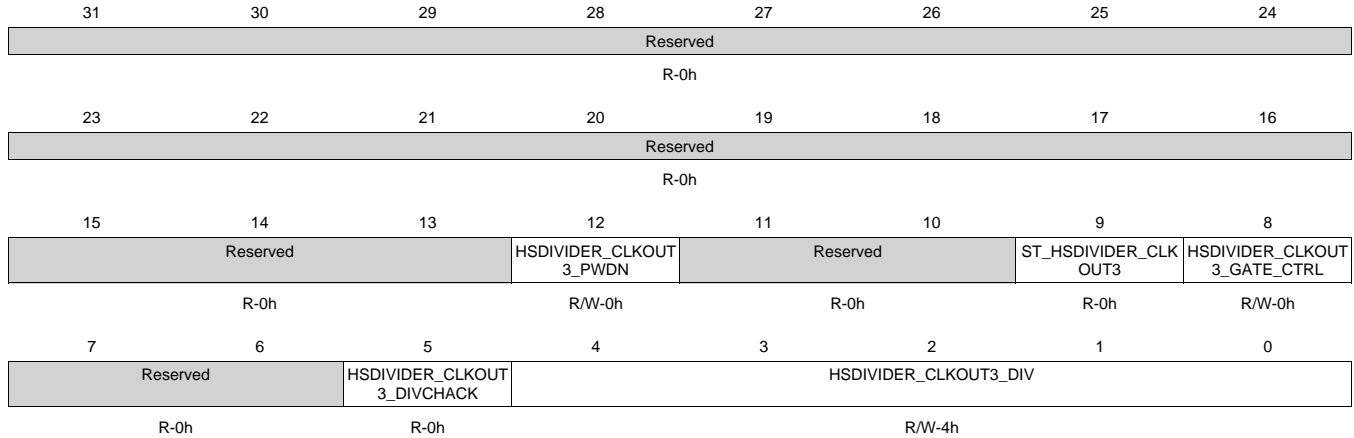 31 30 29 28 27 26 25 24
Reserved
R-0h
23 22 21 20 19 18 17 16
Reserved
R-0h
15 14 13 12 11 10 9 8
Reserved HSDIVIDER_CLKOUT Reserved ST_HSDIVIDER_CLK HSDIVIDER_CLKOUT
3_PWDN OUT3 3_GATE_CTRL
R-0h R/W-0h R-0h R-0h R/W-0h
7 6 5 4 3 2 1 0
Reserved HSDIVIDER_CLKOUT HSDIVIDER_CLKOUT3_DIV
3_DIVCHACK
R-0h R-0h R/W-4h